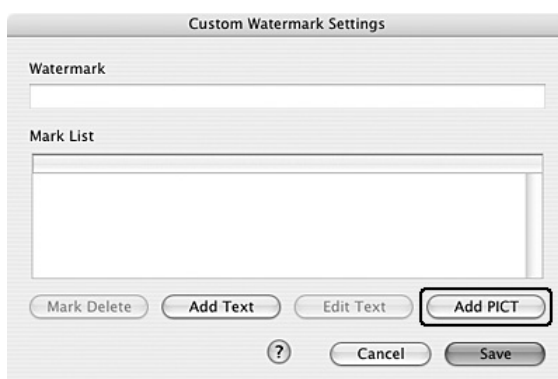 Custom Watermark Settings
Watermark
Mark List
Mark Delete Add Text Edit Text Add PICT
? Cancel Save